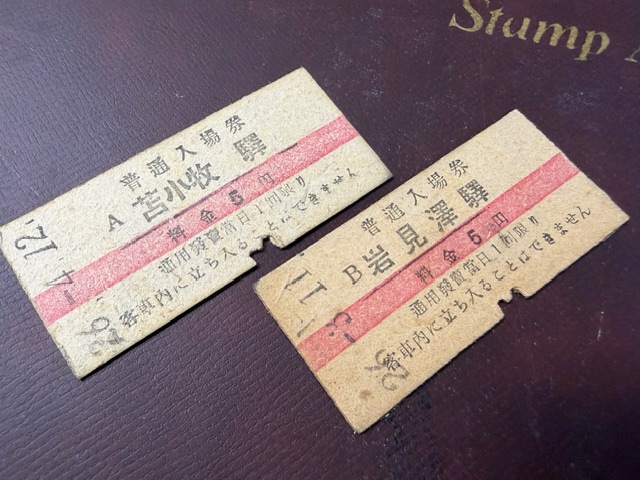 Stamp
普通入場券
A 苫小牧驛
料金5円
通用發賣當日1回限り
客車内に立ち入ることはできません
26. -4. 12
普通入場券
B 岩見澤驛
料金5円
通用發賣當日1回限り
客車内に立ち入ることはできません